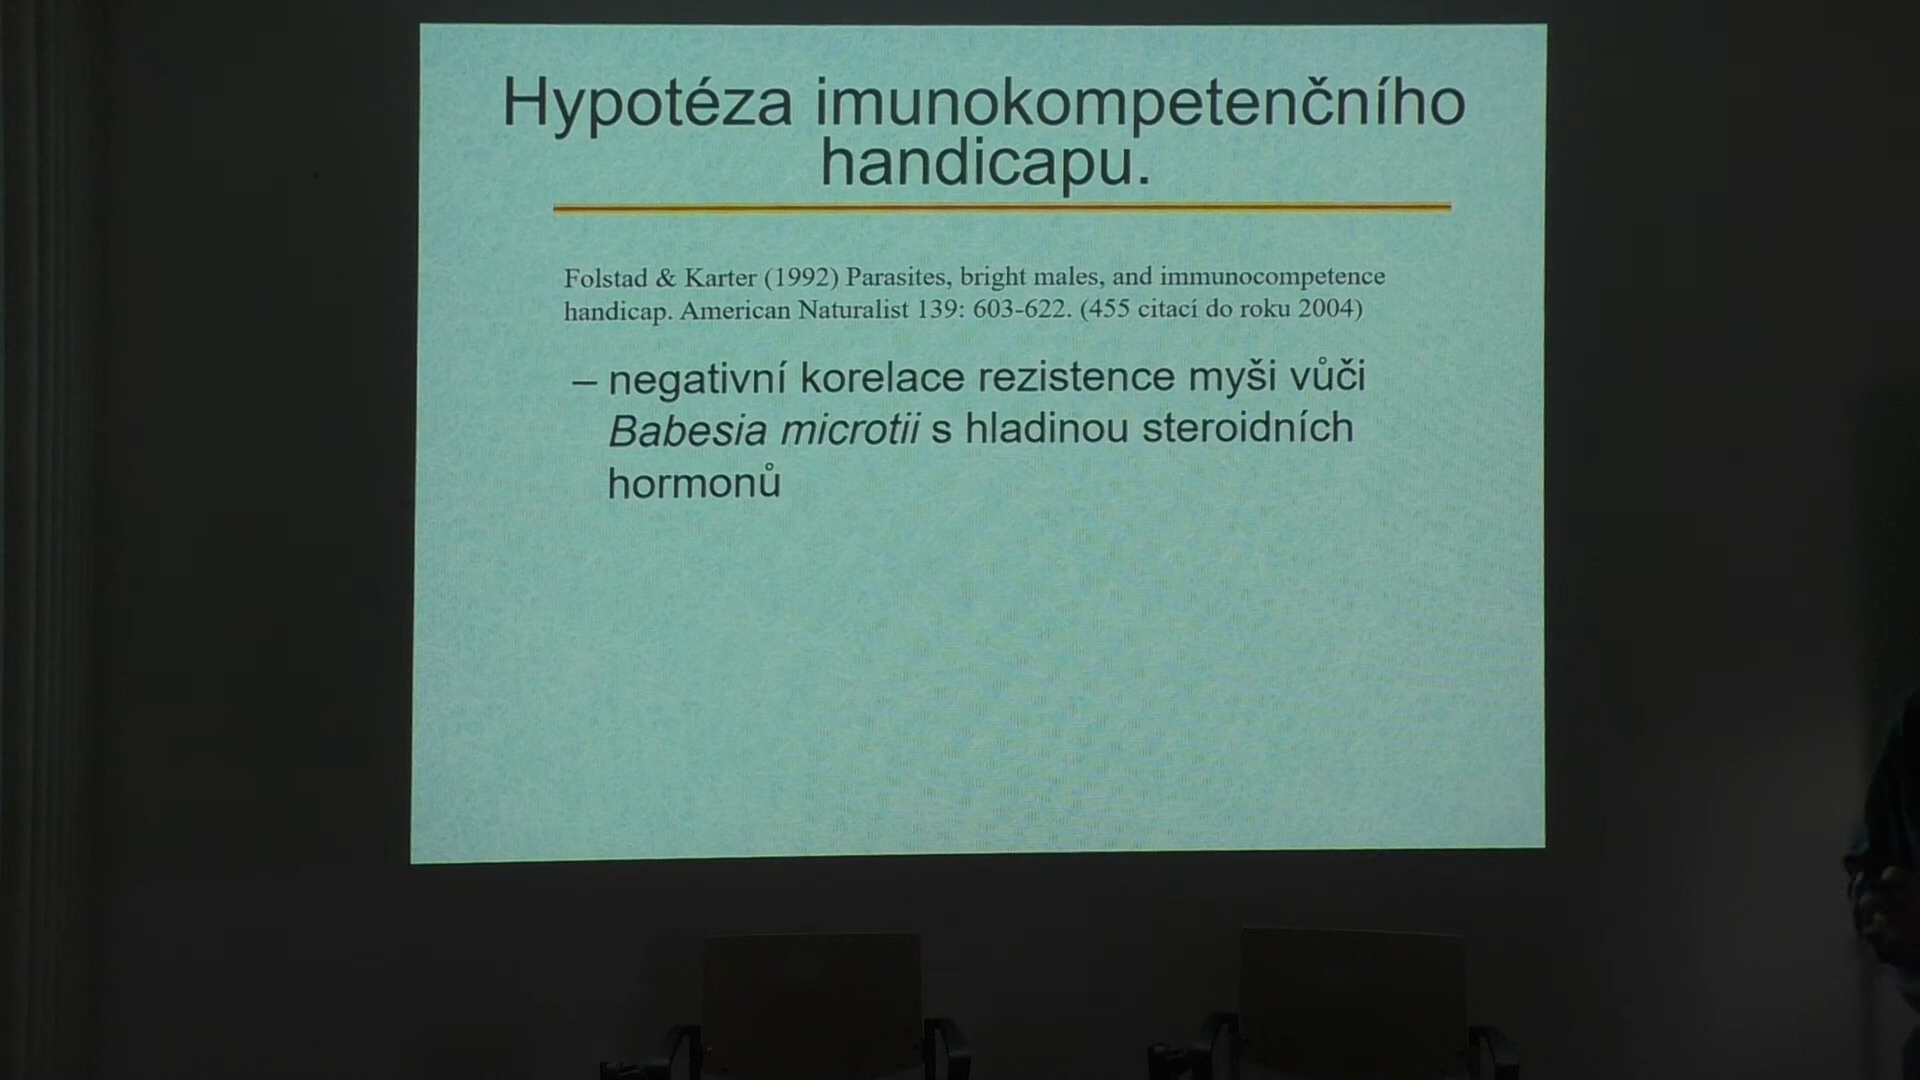 Hypotéza imunokompetenčního
handicapu.
Folstad & Karter (1992) Parasites, bright males, and immunocompetence
handicap. American Naturalist 139: 603-622. (455 citací do roku 2004)
– negativní korelace rezistence myši vůči
Babesia microtii s hladinou steroidních
hormonů